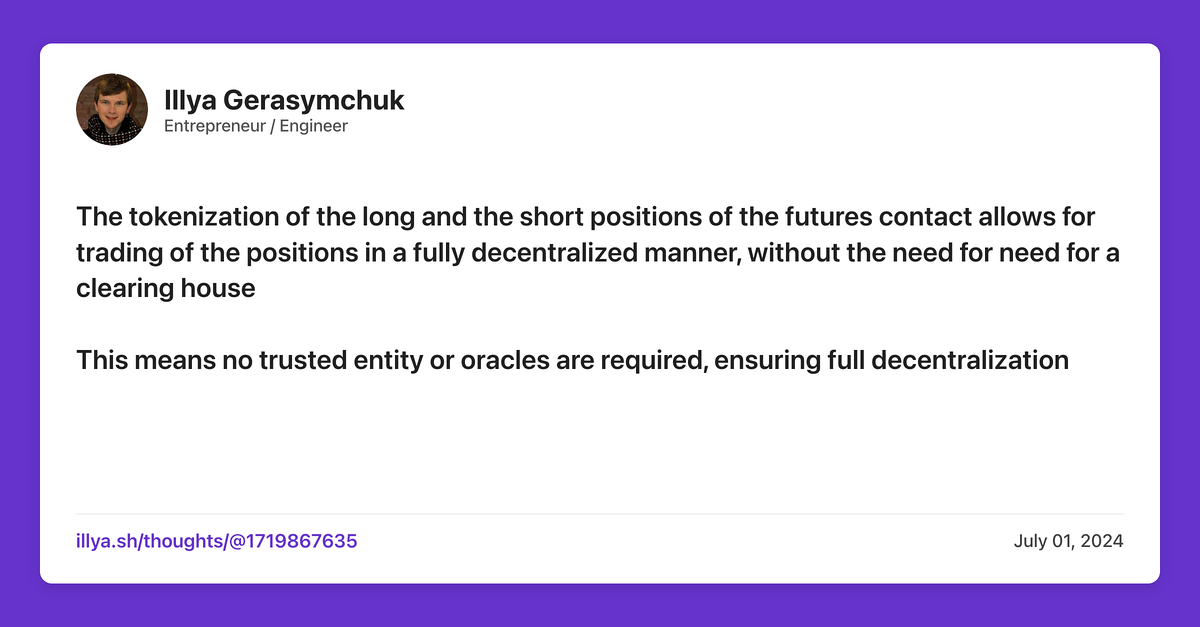 Illya Gerasymchuk
Entrepreneur / Engineer
The tokenization of the long and the short positions of the futures contact allows for
trading of the positions in a fully decentralized manner, without the need for need for a
clearing house
This means no trusted entity or oracles are required, ensuring full decentralization
illya.sh/thoughts/@1719867635
July 01, 2024